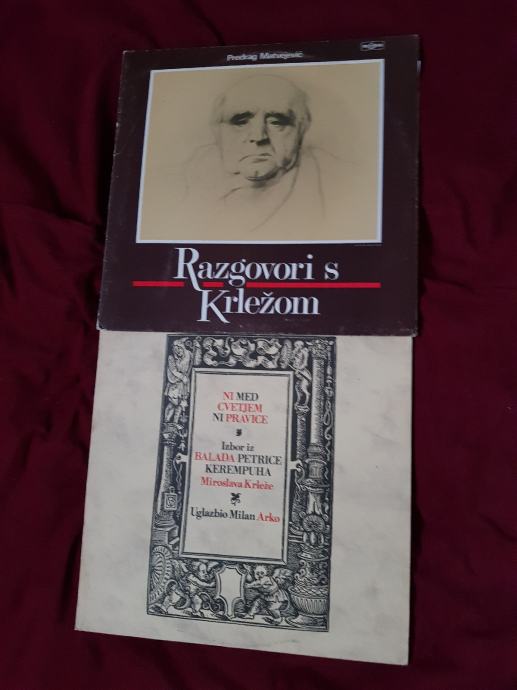 Predrag Matvejević
Razgovori s
Krležom
NI MED
CVETJEM
NI PRAVICE
Izbor iz
BALADA PETRICE
KEREMPUHA
Miroslava Krleže
Uglazbio Milan Arko